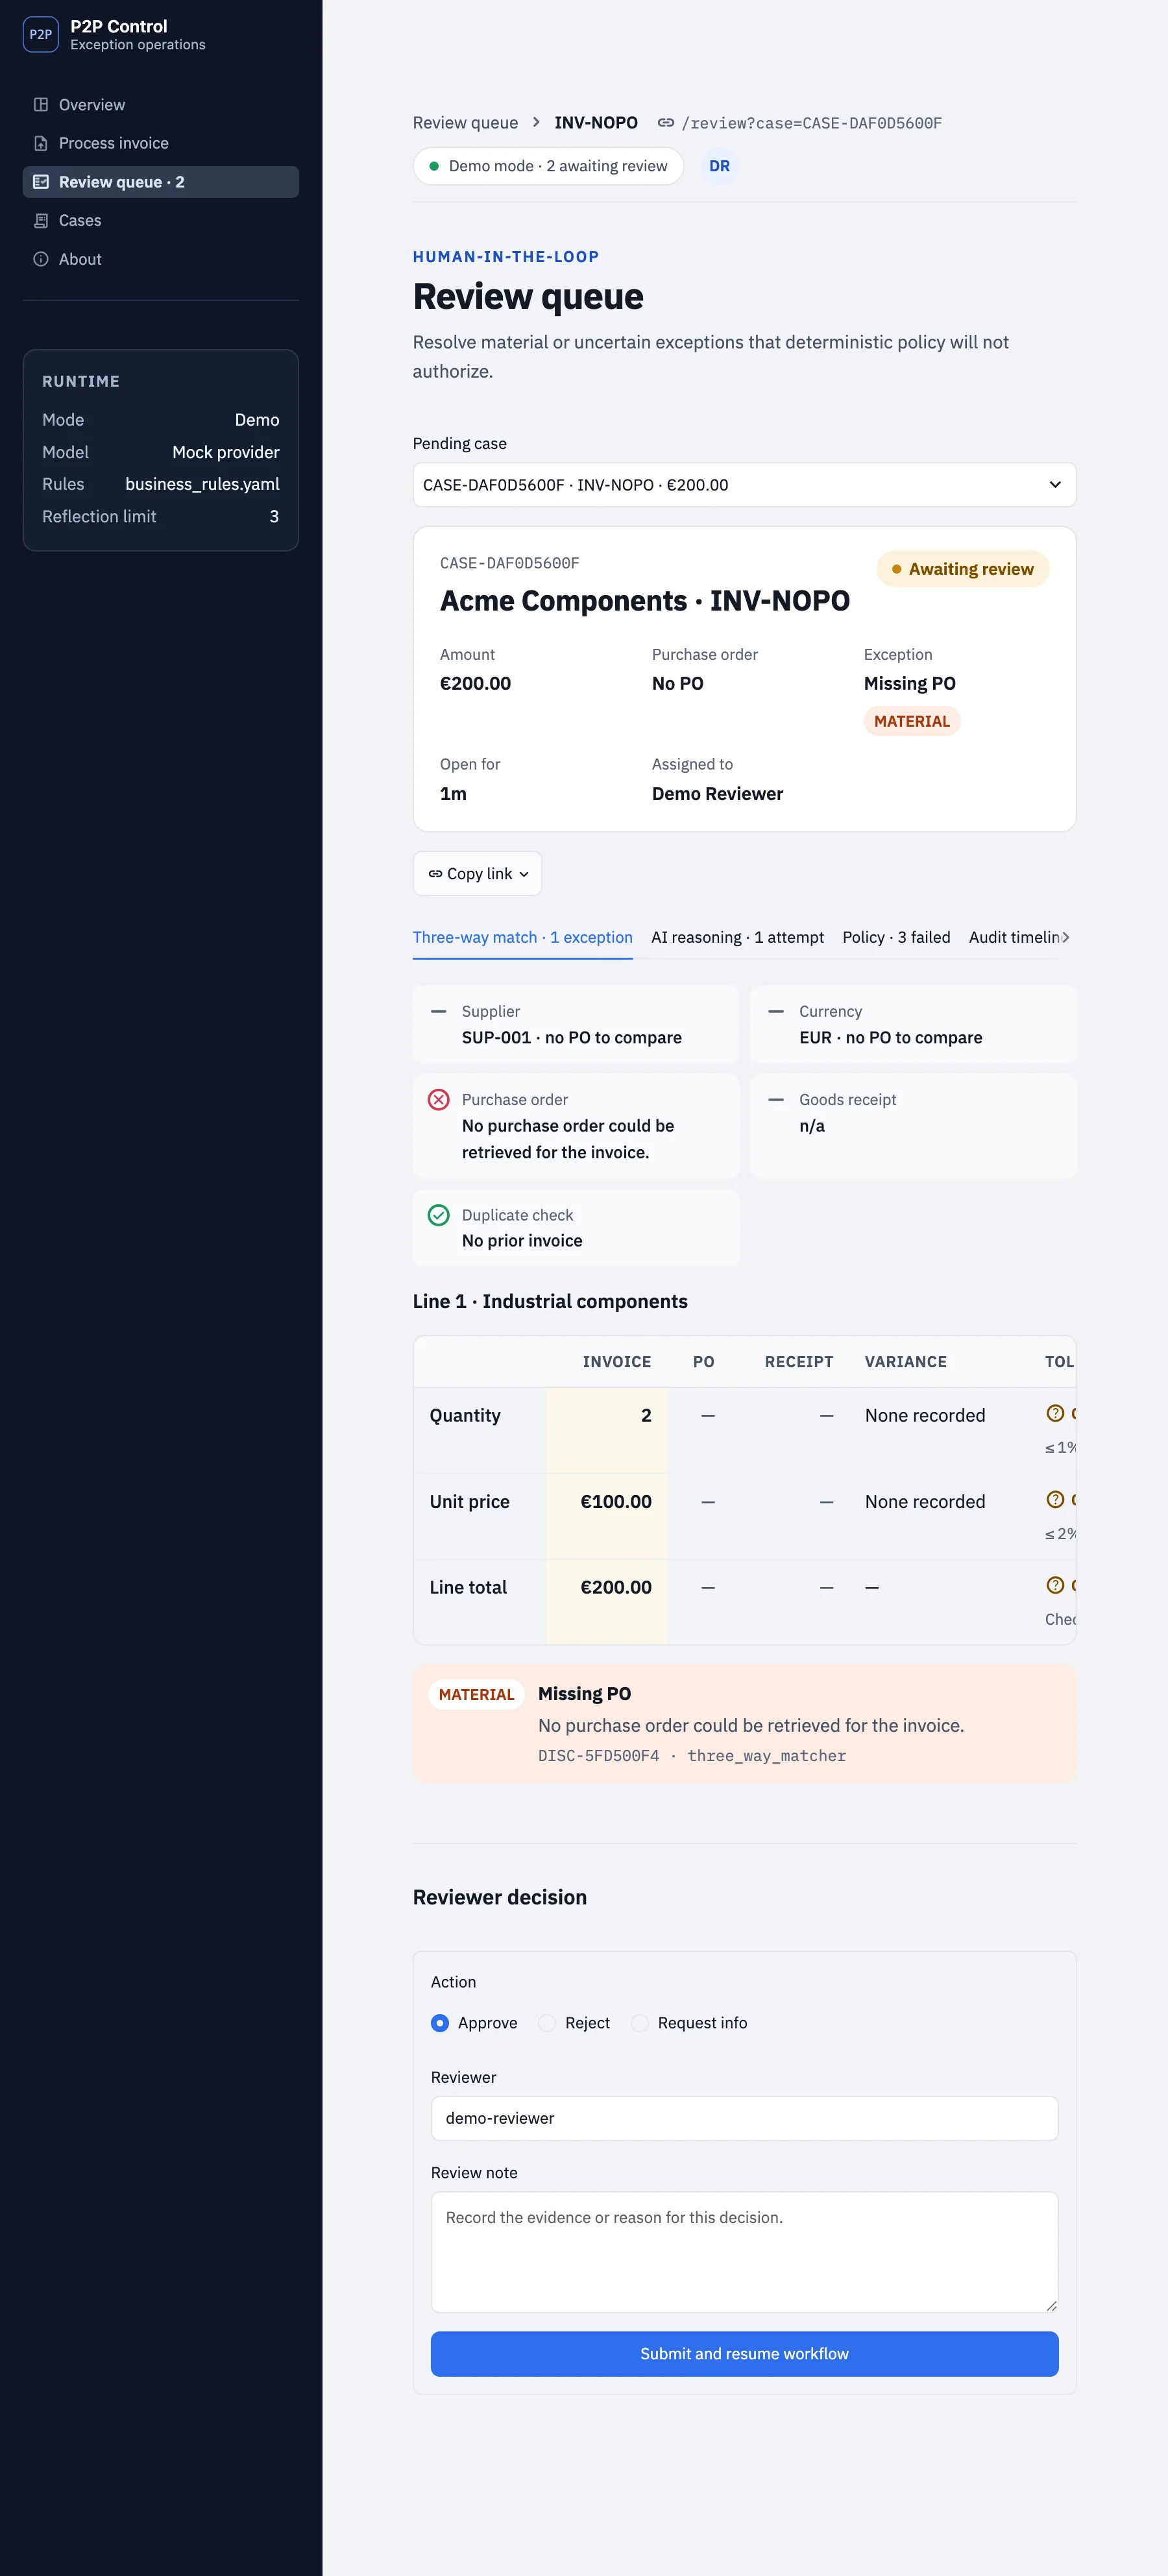 P2P
P2P Control
Exception operations
Overview
Process invoice
Review queue · 2
Cases
About
RUNTIME
Mode Demo
Model Mock provider
Rules business_rules.yaml
Reflection limit 3
Review queue INV-NOPO /review?case=CASE-DAF0D5600F
Demo mode · 2 awaiting review DR
HUMAN-IN-THE-LOOP
Review queue
Resolve material or uncertain exceptions that deterministic policy will not
authorize.
Pending case
CASE-DAF0D5600F · INV-NOPO · €200.00
CASE-DAF0D5600F
Awaiting review
Acme Components · INV-NOPO
Amount Purchase order Exception
€200.00 No PO Missing PO
MATERIAL
Open for Assigned to
1m Demo Reviewer
Copy link
Three-way match · 1 exception AI reasoning · 1 attempt Policy · 3 failed Audit timelin
Supplier
SUP-001 · no PO to compare
Currency
EUR · no PO to compare
Purchase order
No purchase order could be
retrieved for the invoice.
Goods receipt
n/a
Duplicate check
No prior invoice
Line 1 · Industrial components
INVOICE PO RECEIPT VARIANCE TOL
Quantity 2 — — None recorded
≤ 1%
Unit price €100.00 — — None recorded
≤ 2%
Line total €200.00 — — —
Chec
MATERIAL Missing PO
No purchase order could be retrieved for the invoice.
DISC-5FD500F4 · three_way_matcher
Reviewer decision
Action
Approve Reject Request info
Reviewer
demo-reviewer
Review note
Record the evidence or reason for this decision.
Submit and resume workflow